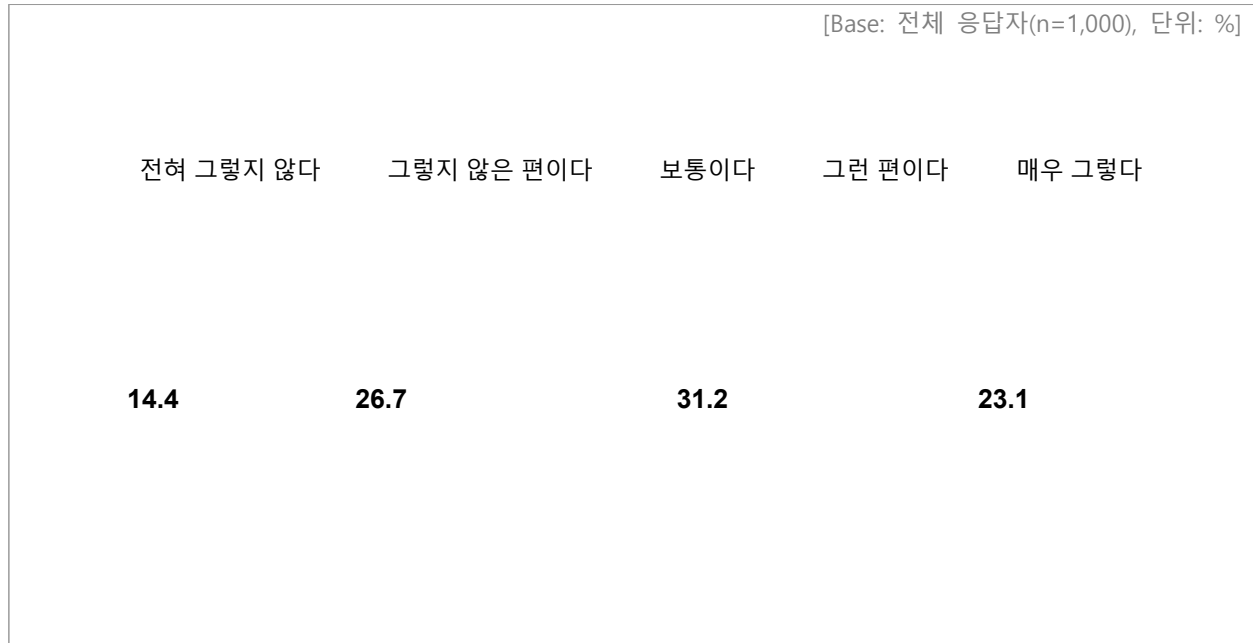 [Base: 전체 응답자(n=1,000), 단위: %]
전혀 그렇지 않다 그렇지 않은 편이다 보통이다 그런 편이다 매우 그렇다
14.4 26.7 31.2 23.1